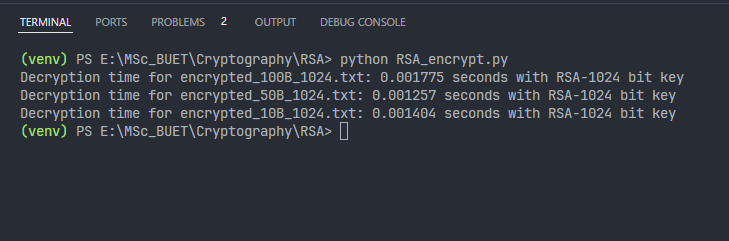 TERMINAL PORTS PROBLEMS 2 OUTPUT DEBUG CONSOLE
(venv) PS E:\MSc_BUET\Cryptography\RSA> python RSA_encrypt.py
Decryption time for encrypted_100B_1024.txt: 0.001775 seconds with RSA-1024 bit key
Decryption time for encrypted_50B_1024.txt: 0.001257 seconds with RSA-1024 bit key
Decryption time for encrypted_10B_1024.txt: 0.001404 seconds with RSA-1024 bit key
(venv) PS E:\MSc_BUET\Cryptography\RSA>